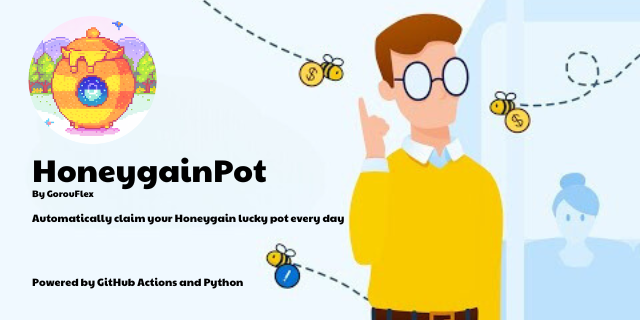 HoneygainPot
By GorouFlex
Automatically claim your Honeygain lucky pot every day
Powered by GitHub Actions and Python
$
$